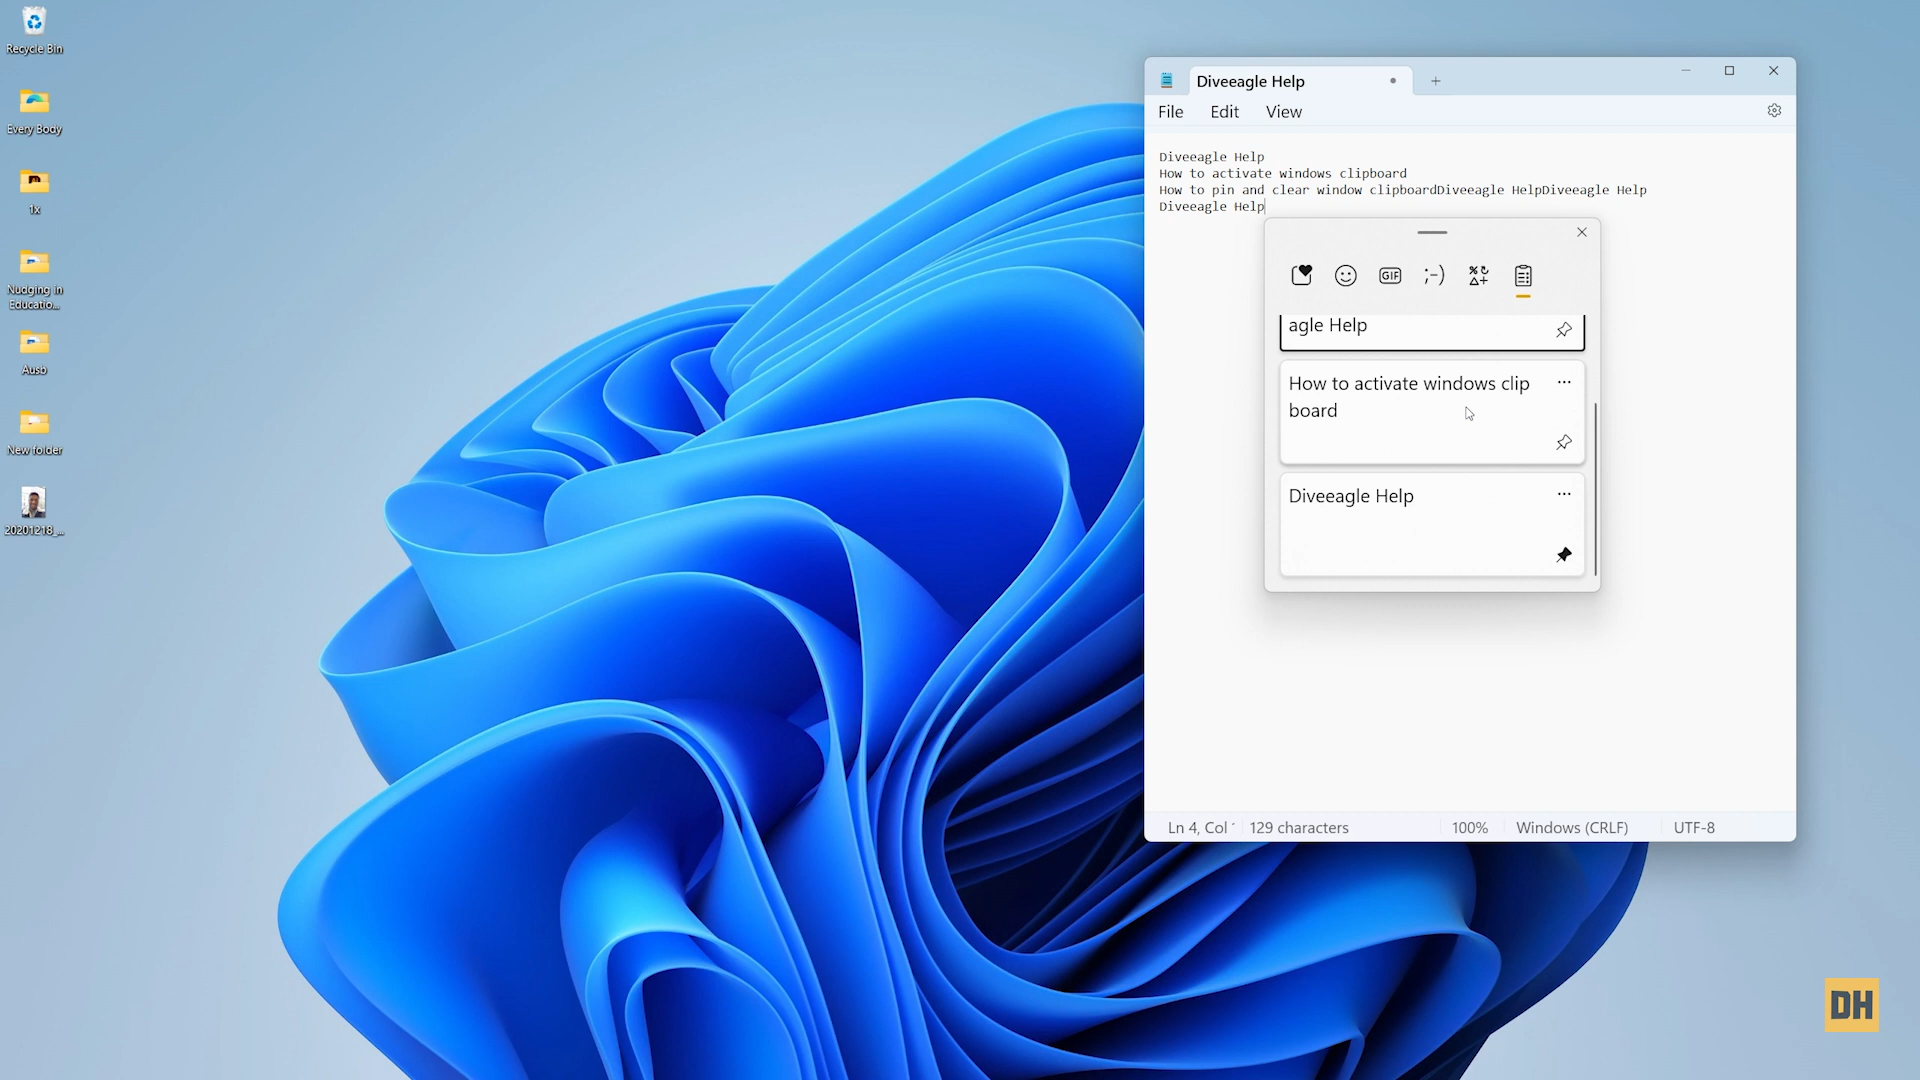 Recycle Bin
Every Body
1x
Nudging in
Educatio...
Ausb
New folder
20201218_...
Diveeagle Help
File Edit View
Diveeagle Help
How to activate windows clipboard
How to pin and clear window clipboardDiveeagle HelpDiveeagle Help
Diveeagle Help
GIF
;-)
agle Help
How to activate windows clip
board
Diveeagle Help
Ln 4, Col 129 characters 100% Windows (CRLF) UTF-8
DH